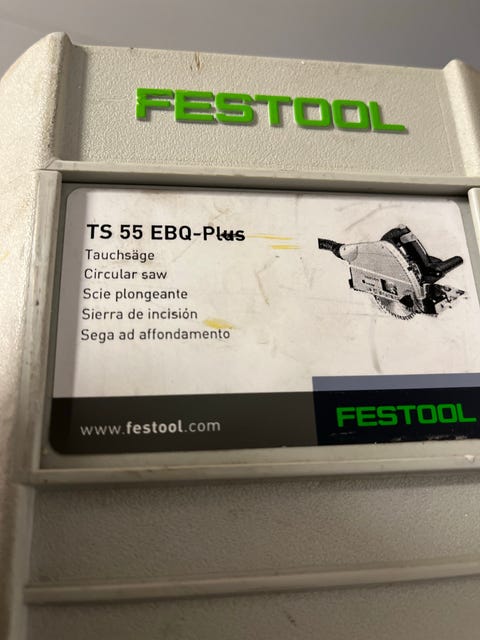 FESTOOL
TS 55 EBQ-Plus
Tauchsäge
Circular saw
Scie plongeante
Sierra de incisión
Sega ad affondamento
www.festool.com
FESTOOL